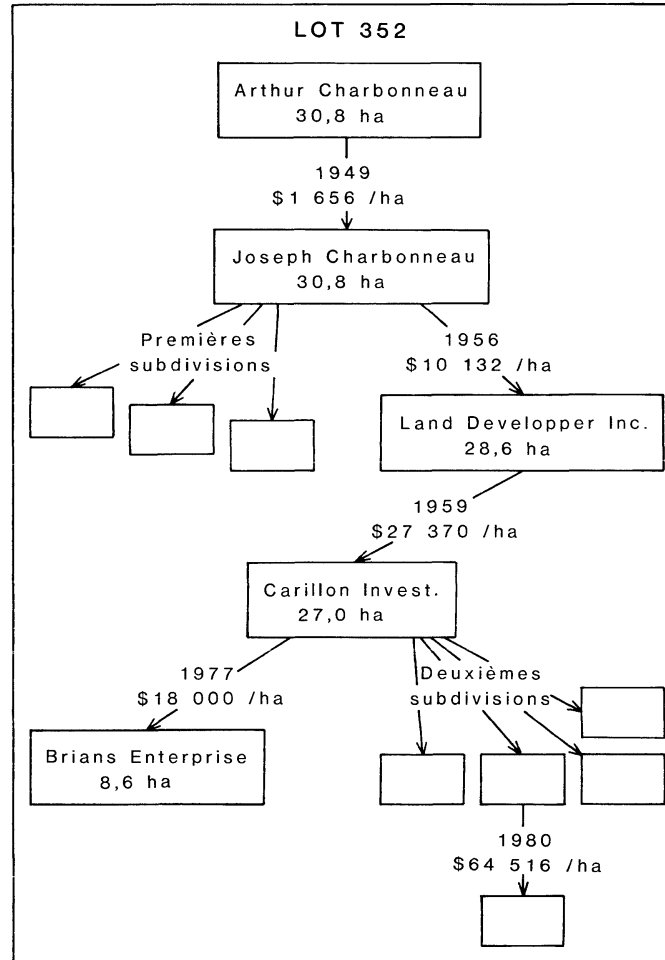 LOT 352
Arthur Charbonneau
30,8 ha
1949
$1 656 /ha
Joseph Charbonneau
30,8 ha
Premières
subdivisions
1956
$10 132 /ha
Land Developper Inc.
28,6 ha
1959
$27 370 /ha
Carillon Invest.
27,0 ha
1977
$18 000 /ha
Deuxièmes
subdivisions
Brians Enterprise
8,6 ha
1980
$64 516 /ha